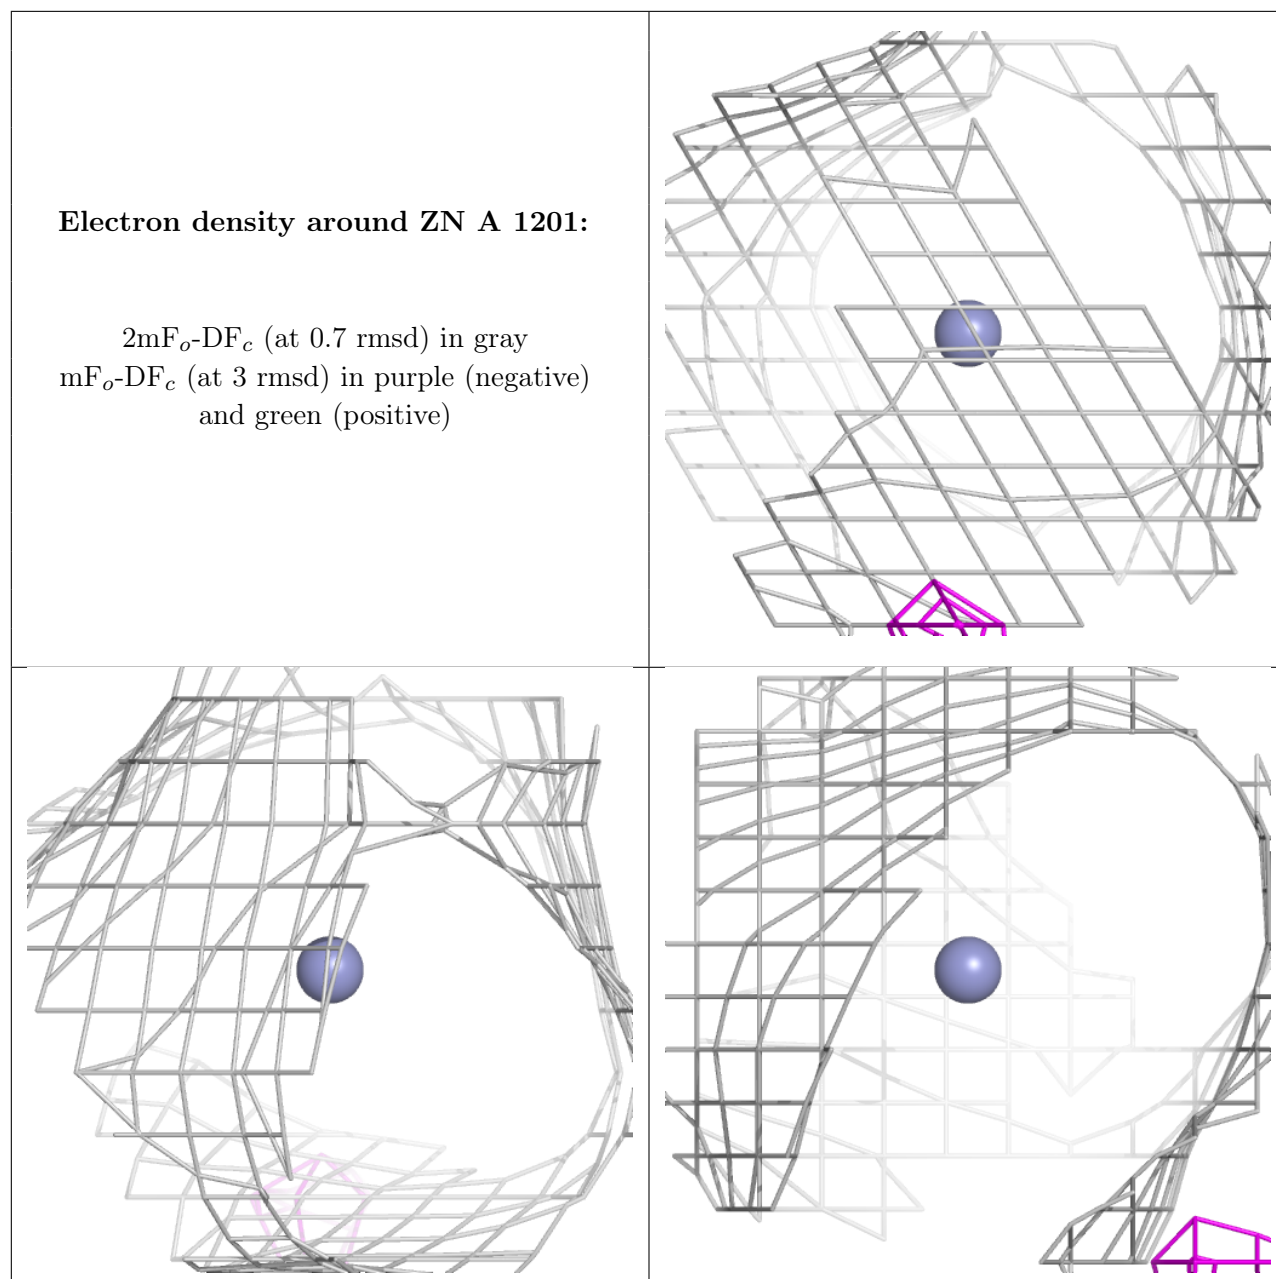 Electron density around ZN A 1201:
2mFo-DFc (at 0.7 rmsd) in gray
mFo-DFc (at 3 rmsd) in purple (negative)
and green (positive)